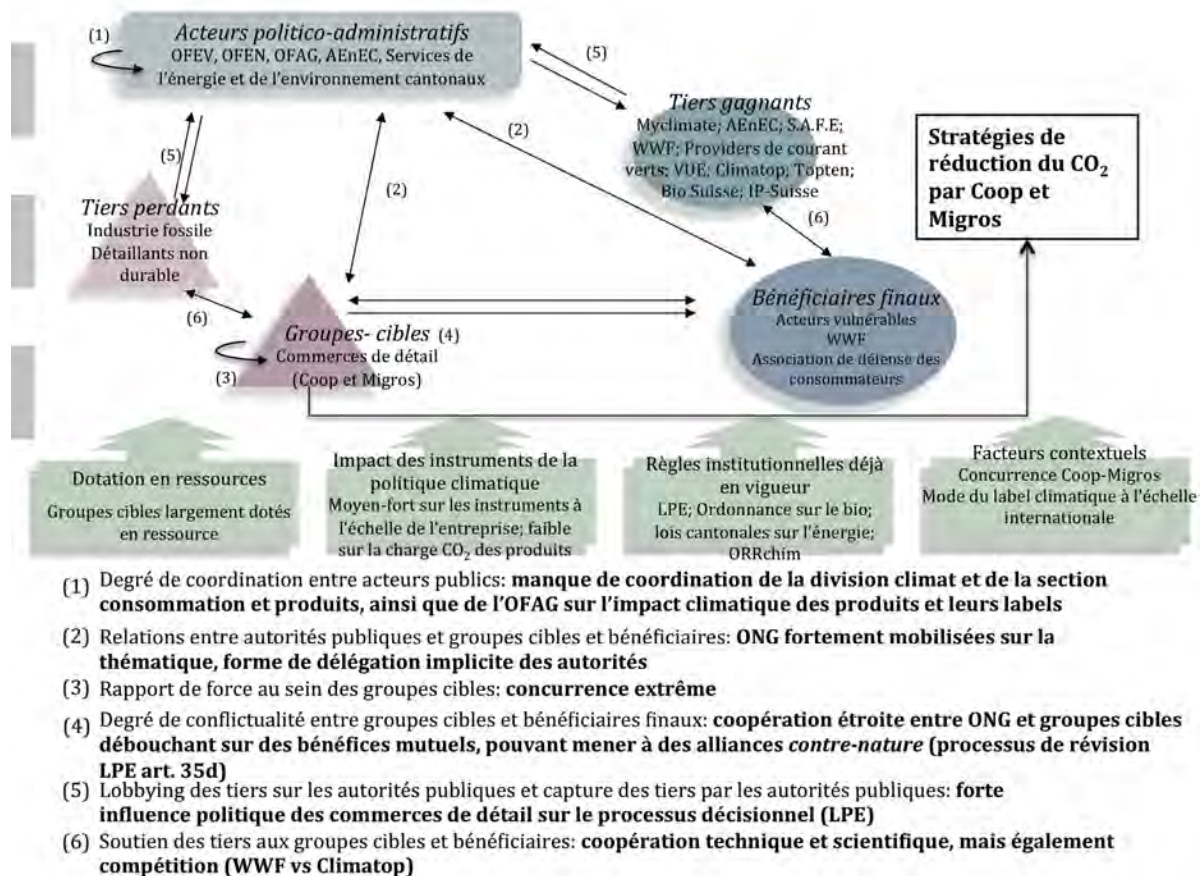 (1)
Acteurs politico-administratifs
OFEV, OFEN, OFAG, AEnEC, Services de
l'énergie et de l'environnement cantonaux
(5)
Tiers gagnants
Myclimate; AEnEC; S.A.F.E;
WWF; Providers de courant
verts; VUE; Climatop; Topten;
Bio Suisse; IP-Suisse
(2)
Stratégies de
réduction du CO₂
par Coop et
Migros
(5)
(2)
Tiers perdants
Industrie fossile
Détaillants non
durable
(6)
(6)
Bénéficiaires finaux
Acteurs vulnérables
WWF
Association de défense des
consommateurs
Groupes- cibles (4)
Commerces de détail
(Coop et Migros)
(3)
Dotation en ressources
Groupes cibles largement dotés
en ressource
Impact des instruments de la
politique climatique
Moyen-fort sur les instruments à
l'échelle de l'entreprise; faible
sur la charge CO₂ des produits
Règles institutionnelles déjà
en vigueur
LPE; Ordonnance sur le bio;
lois cantonales sur l'énergie;
ORRchim
Facteurs contextuels
Concurrence Coop-Migros
Mode du label climatique à l'échelle
internationale
(1) Degré de coordination entre acteurs publics: manque de coordination de la division climat et de la section
consommation et produits, ainsi que de l'OFAG sur l'impact climatique des produits et leurs labels
(2) Relations entre autorités publiques et groupes cibles et bénéficiaires: ONG fortement mobilisées sur la
thématique, forme de délégation implicite des autorités
(3) Rapport de force au sein des groupes cibles: concurrence extrême
(4) Degré de conflictualité entre groupes cibles et bénéficiaires finaux: coopération étroite entre ONG et groupes cibles
débouchant sur des bénéfices mutuels, pouvant mener à des alliances contre-nature (processus de révision
LPE art. 35d)
(5) Lobbying des tiers sur les autorités publiques et capture des tiers par les autorités publiques: forte
influence politique des commerces de détail sur le processus décisionnel (LPE)
(6) Soutien des tiers aux groupes cibles et bénéficiaires: coopération technique et scientifique, mais également
compétition (WWF vs Climatop)